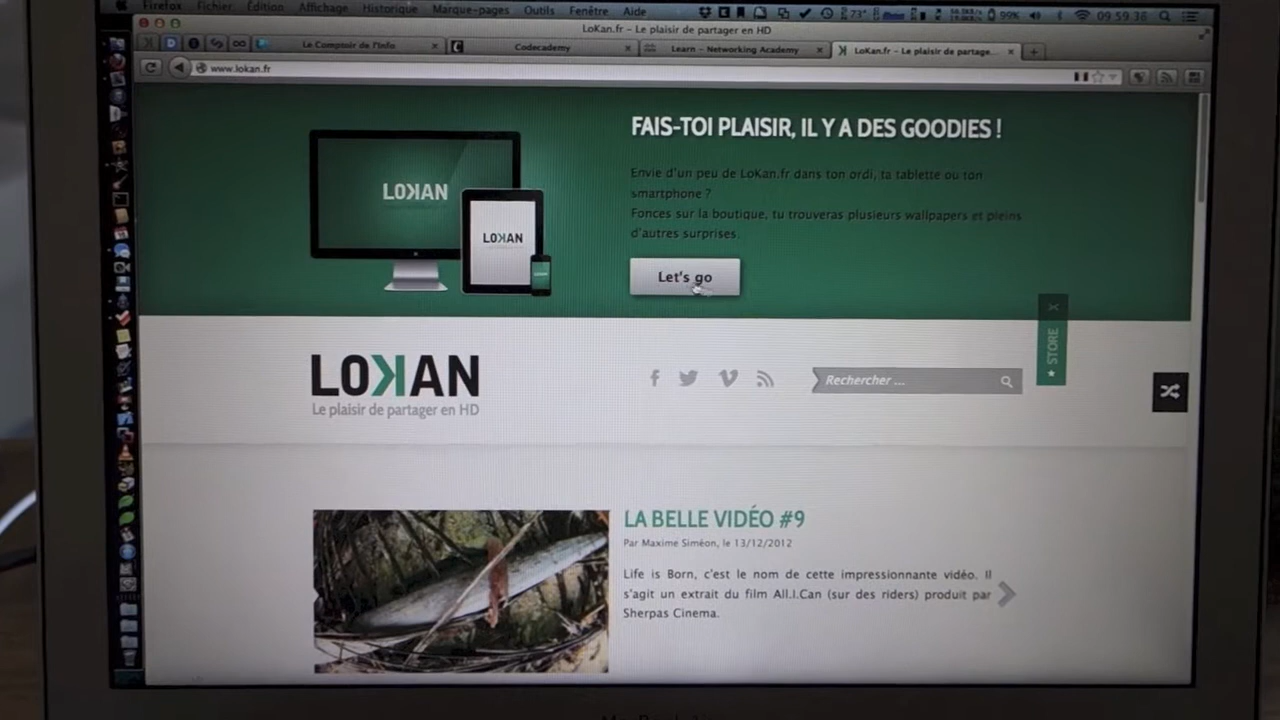 Firefox Fichier Édition Affichage Historique Marque-pages Outils Fenêtre Aide 73° 99% 09:59:38
LoKan.fr – Le plaisir de partager en HD
Le Comptoir de l'Info
Codecademy
Learn – Networking Academy
LoKan.fr – Le plaisir de partage...
www.lokan.fr
FAIS-TOI PLAISIR, IL Y A DES GOODIES !
Envie d'un peu de LoKan.fr dans ton ordi, ta tablette ou ton
smartphone ?
Fonces sur la boutique, tu trouveras plusieurs wallpapers et pleins
d'autres surprises.
Let's go
LOKAN
LOKAN
STORE
X
LOKAN
Le plaisir de partager en HD
Rechercher ...
LA BELLE VIDÉO #9
Par Maxime Siméon, le 13/12/2012
Life is Born, c'est le nom de cette impressionnante vidéo. Il
s'agit un extrait du film All.I.Can (sur des riders) produit par
Sherpas Cinema.